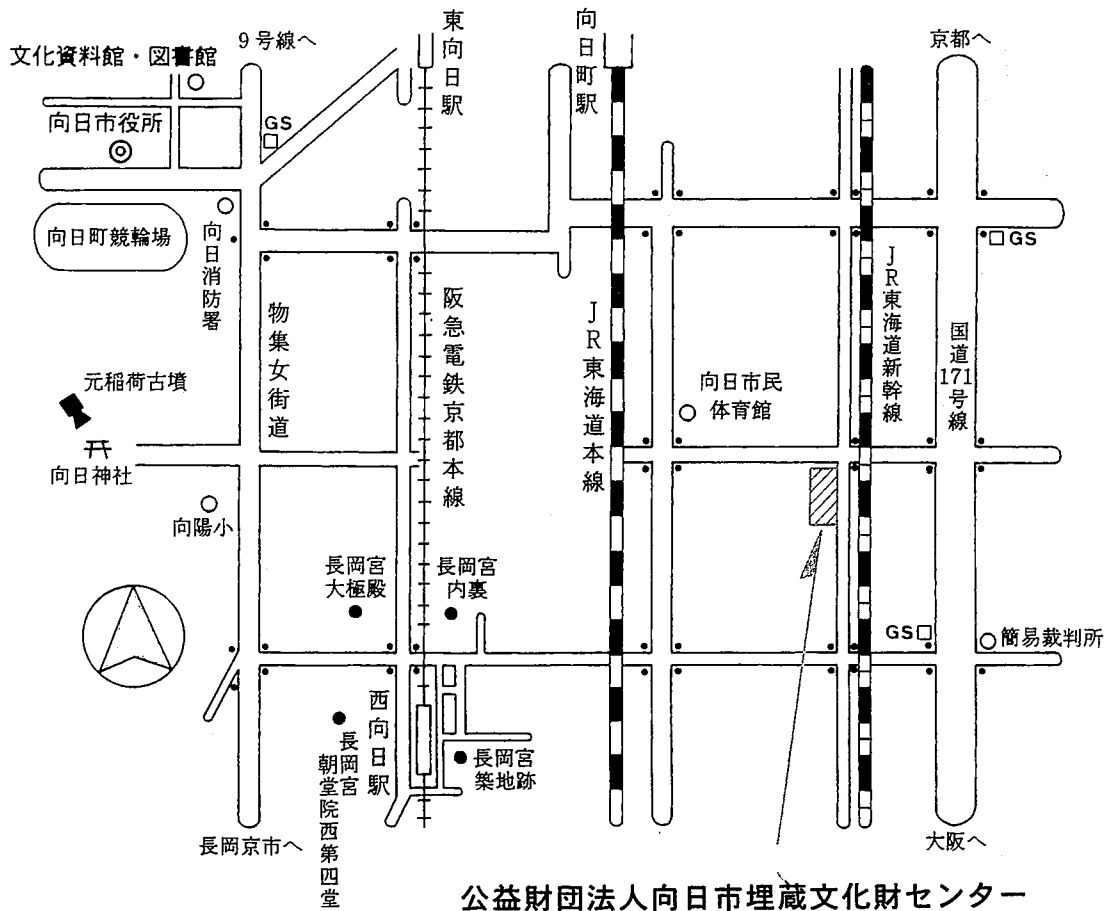 文化資料館・図書館
9号線へ
東向日駅
向日町駅
京都へ
向日市役所
GS
向日町競輪場
向日消防署
GS
物集女街道
阪急電鉄京都本線
JR東海道本線
JR東海道新幹線
国道171号線
向日市民
体育館
元稲荷古墳
向日神社
向陽小
長岡宮
大極殿
長岡宮
内裏
GS
簡易裁判所
西向日駅
長岡宮
朝堂院西第四堂
長岡宮
築地跡
長岡京市へ
大阪へ
公益財団法人向日市埋蔵文化財センター